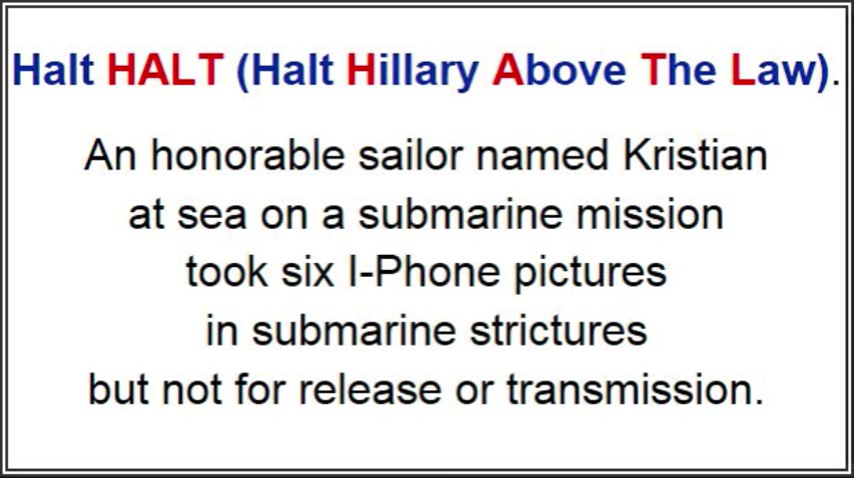 Halt HALT (Halt Hillary Above The Law).
An honorable sailor named Kristian
at sea on a submarine mission
took six I-Phone pictures
in submarine strictures
but not for release or transmission.